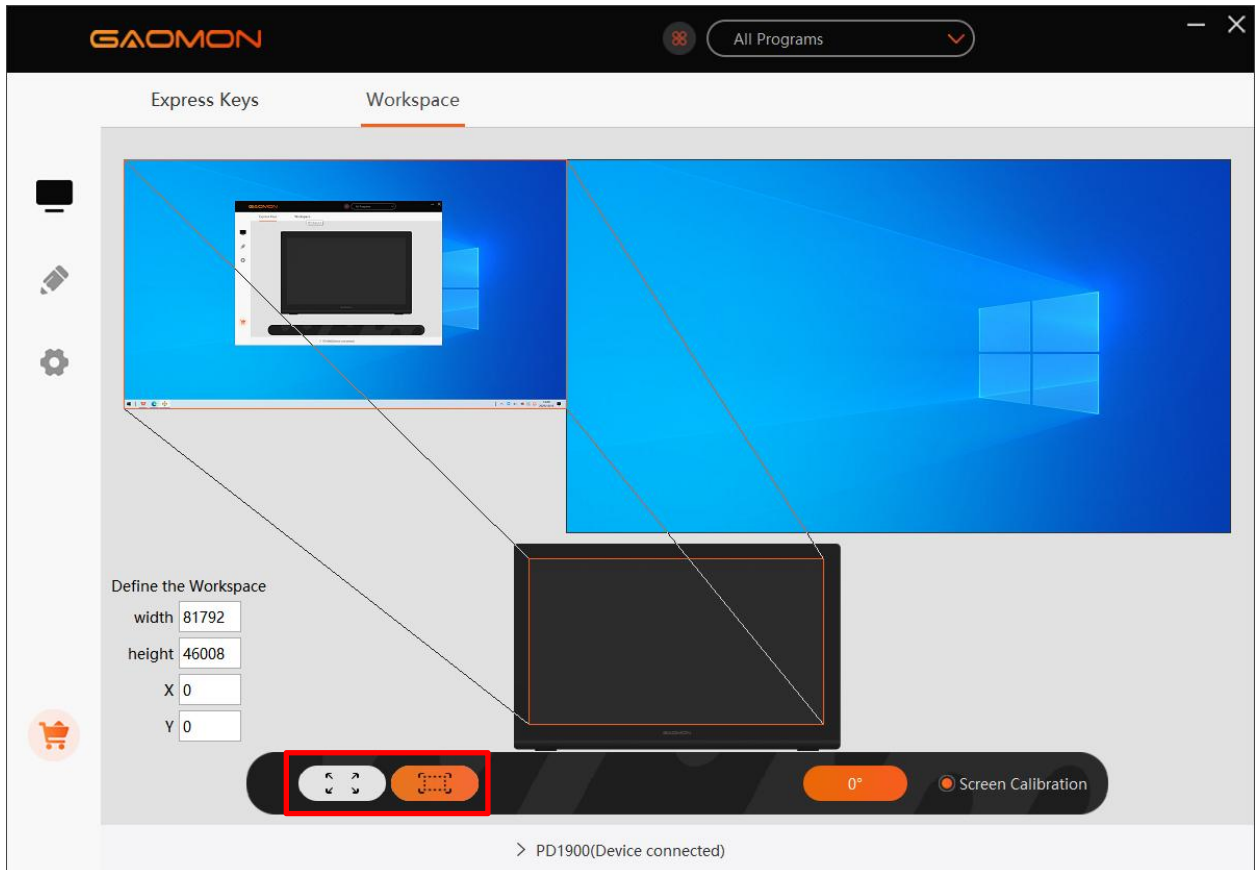 GAOMON
All Programs
Express Keys Workspace
Define the Workspace
width 81792
height 46008
X 0
Y 0
GAOMON
0° Screen Calibration
PD1900(Device connected)